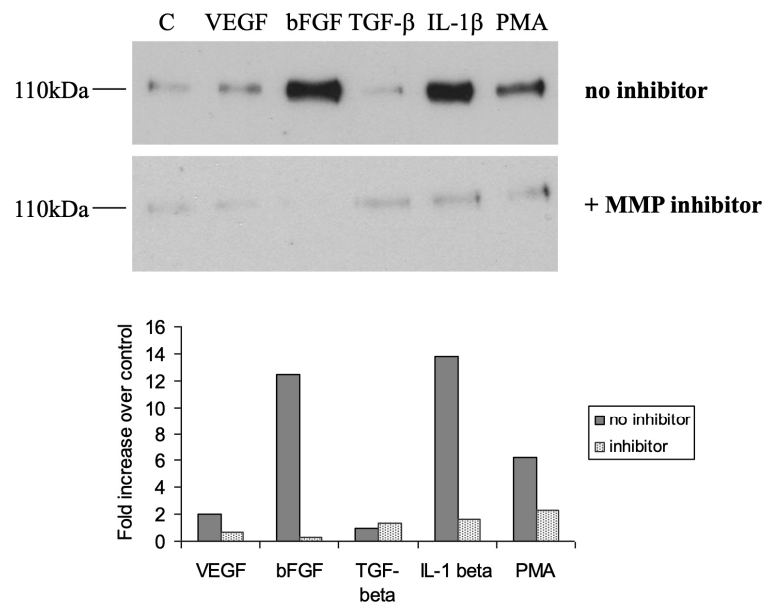 C VEGF bFGF TGF-β IL-1β PMA
110kDa
no inhibitor
110kDa
+ MMP inhibitor
Fold increase over control
16
14
12
10
8
6
4
2
0
no inhibitor
inhibitor
VEGF bFGF TGF- IL-1 beta PMA
beta